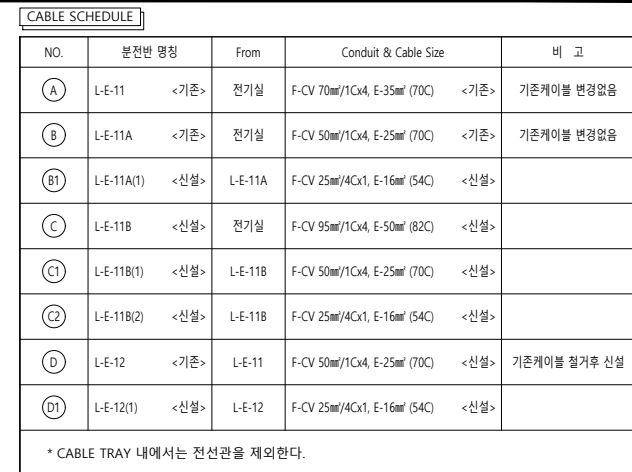 CABLE SCHEDULE
NO. 분전반 명칭 From Conduit & Cable Size 비 고
A L-E-11 <기존> 전기실 F-CV 70㎟/1Cx4, E-35㎟ (70C) <기존> 기존케이블 변경없음
B L-E-11A <기존> 전기실 F-CV 50㎟/1Cx4, E-25㎟ (70C) <기존> 기존케이블 변경없음
B1 L-E-11A(1) <신설> L-E-11A F-CV 25㎟/4Cx1, E-16㎟ (54C) <신설>
C L-E-11B <신설> 전기실 F-CV 95㎟/1Cx4, E-50㎟ (82C) <신설>
C1 L-E-11B(1) <신설> L-E-11B F-CV 50㎟/1Cx4, E-25㎟ (70C) <신설>
C2 L-E-11B(2) <신설> L-E-11B F-CV 25㎟/4Cx1, E-16㎟ (54C) <신설>
D L-E-12 <기존> L-E-11 F-CV 50㎟/1Cx4, E-25㎟ (70C) <신설> 기존케이블 철거후 신설
D1 L-E-12(1) <신설> L-E-12 F-CV 25㎟/4Cx1, E-16㎟ (54C) <신설>
* CABLE TRAY 내에서는 전선관을 제외한다.